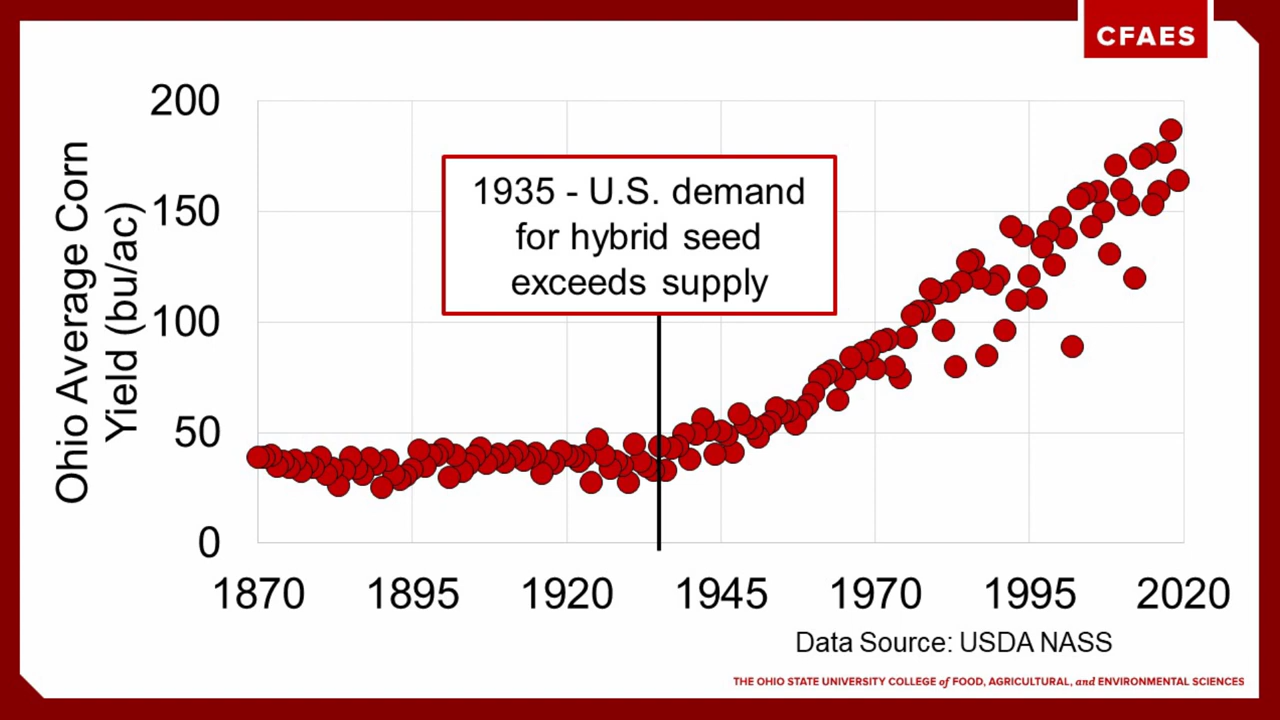 CFAES
200
150
100
50
0
Ohio Average Corn
Yield (bu/ac)
1935 - U.S. demand
for hybrid seed
exceeds supply
1870 1895 1920 1945 1970 1995 2020
Data Source: USDA NASS
THE OHIO STATE UNIVERSITY COLLEGE of FOOD, AGRICULTURAL, and ENVIRONMENTAL SCIENCES